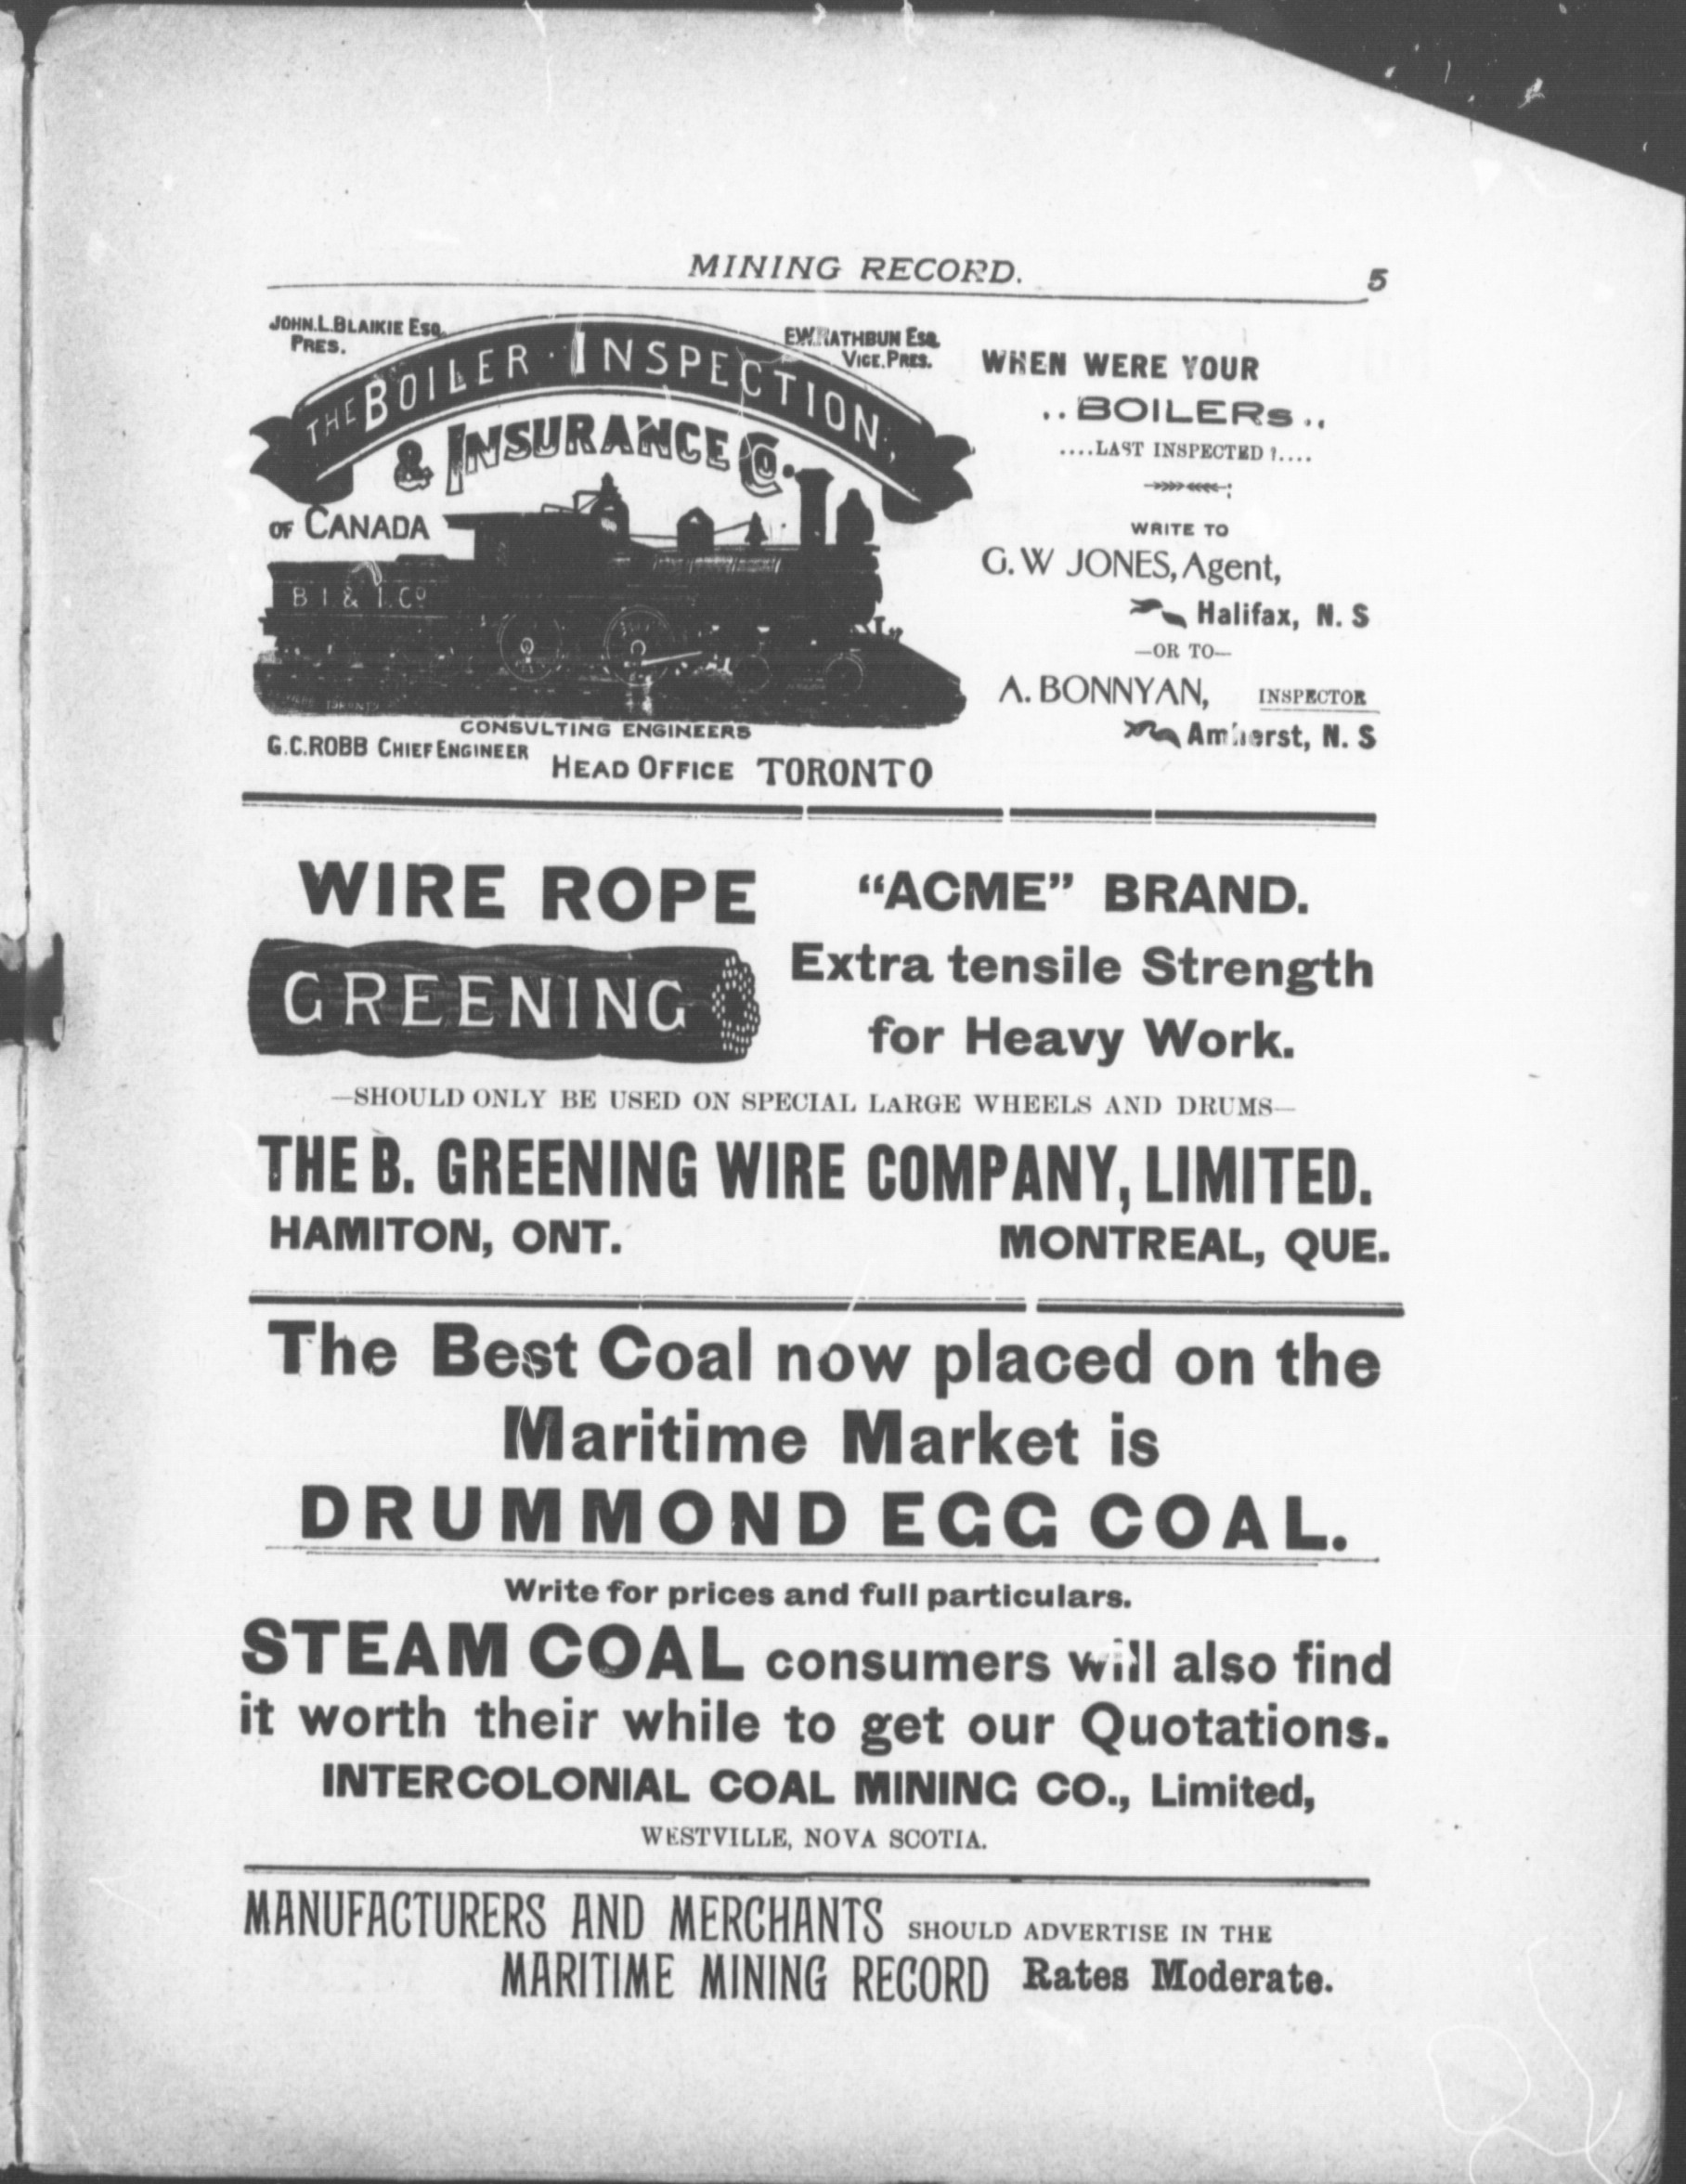 MINING RECORD. 5
JOHN.L.BLAIKIE ESQ.
PRES.
E.W.RATHBUN ESQ.
VICE.PRES.
THE BOILER INSPECTION
& INSURANCE CO.
OF CANADA
B I & I. Co
CONSULTING ENGINEERS
G.C.ROBB CHIEF ENGINEER
HEAD OFFICE TORONTO
WHEN WERE YOUR
..BOILERS..
....LAST INSPECTED ?....
WRITE TO
G. W JONES, Agent,
Halifax, N. S
—OR TO—
A. BONNYAN, INSPECTOR
Amherst, N. S
WIRE ROPE
GREENING
"ACME" BRAND.
Extra tensile Strength
for Heavy Work.
—SHOULD ONLY BE USED ON SPECIAL LARGE WHEELS AND DRUMS—
THE B. GREENING WIRE COMPANY, LIMITED.
HAMITON, ONT. MONTREAL, QUE.
The Best Coal now placed on the
Maritime Market is
DRUMMOND EGG COAL.
Write for prices and full particulars.
STEAM COAL consumers will also find
it worth their while to get our Quotations.
INTERCOLONIAL COAL MINING CO., Limited,
WESTVILLE, NOVA SCOTIA.
MANUFACTURERS AND MERCHANTS SHOULD ADVERTISE IN THE
MARITIME MINING RECORD Rates Moderate.